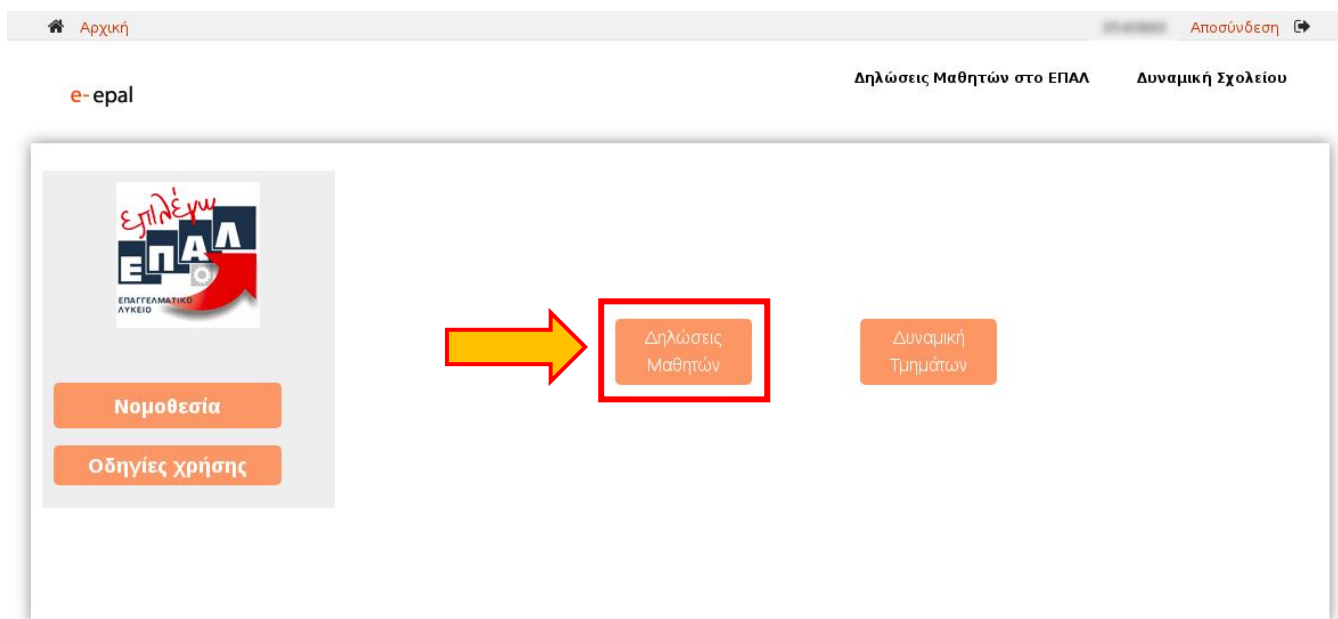 Αρχική
Αποσύνδεση
e-epal
Δηλώσεις Μαθητών στο ΕΠΑΛ
Δυναμική Σχολείου
επιλέγω
ΕΠΑΛ
ΕΠΑΓΓΕΛΜΑΤΙΚΟ
ΛΥΚΕΙΟ
Δηλώσεις
Μαθητών
Δυναμική
Τμημάτων
Νομοθεσία
Οδηγίες χρήσης